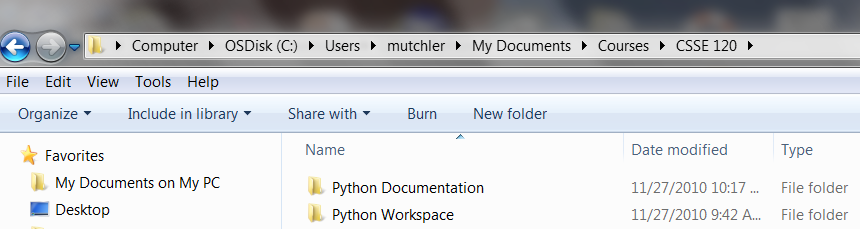 Computer OSDisk (C:) Users mutchler My Documents Courses CSSE 120
File Edit View Tools Help
Organize Include in library Share with Burn New folder
Name Date modified Type
Favorites
My Documents on My PC
Desktop
Python Documentation 11/27/2010 10:17 ... File folder
Python Workspace 11/27/2010 9:42 A... File folder